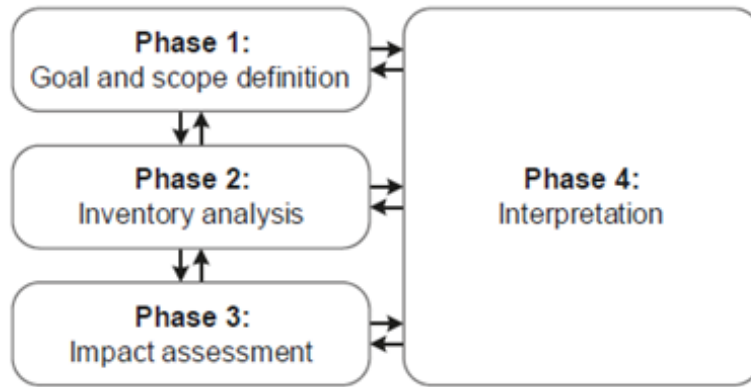 Phase 1:
Goal and scope definition
Phase 2:
Inventory analysis
Phase 3:
Impact assessment
Phase 4:
Interpretation